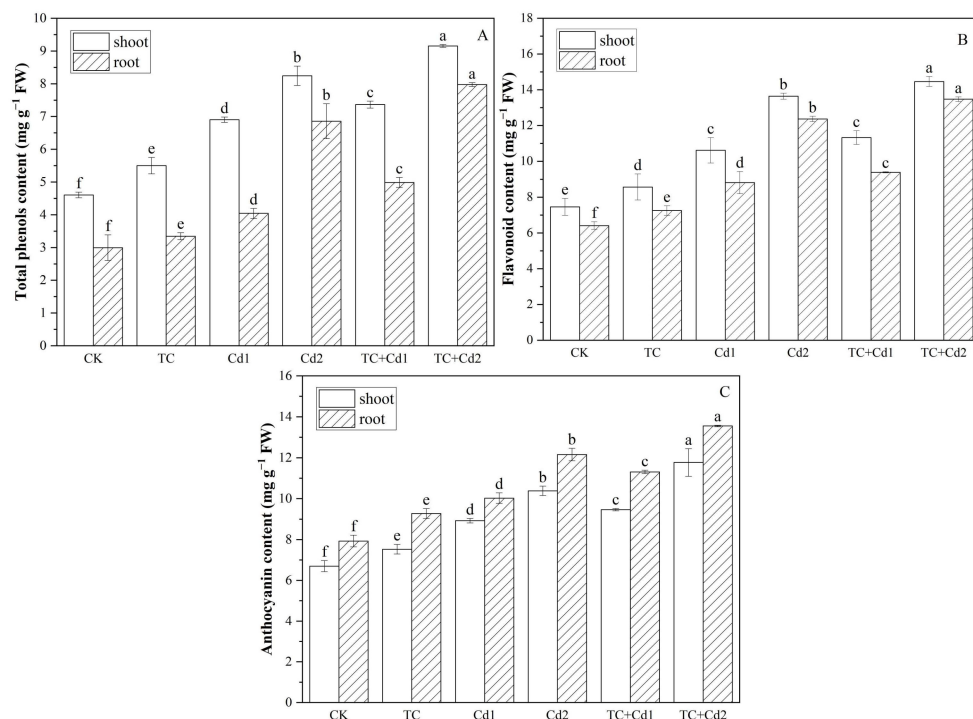 A
shoot
root
Total phenols content (mg g⁻¹ FW)
10
9
8
7
6
5
4
3
2
1
0
f
f
e
e
d
d
b
b
c
c
a
a
CK TC Cd1 Cd2 TC+Cd1 TC+Cd2
B
shoot
root
Flavonoid content (mg g⁻¹ FW)
18
16
14
12
10
8
6
4
2
0
e
f
d
e
c
d
b
b
c
c
a
a
CK TC Cd1 Cd2 TC+Cd1 TC+Cd2
C
shoot
root
Anthocyanin content (mg g⁻¹ FW)
16
14
12
10
8
6
4
2
0
f
f
e
e
d
d
b
b
c
c
a
a
CK TC Cd1 Cd2 TC+Cd1 TC+Cd2